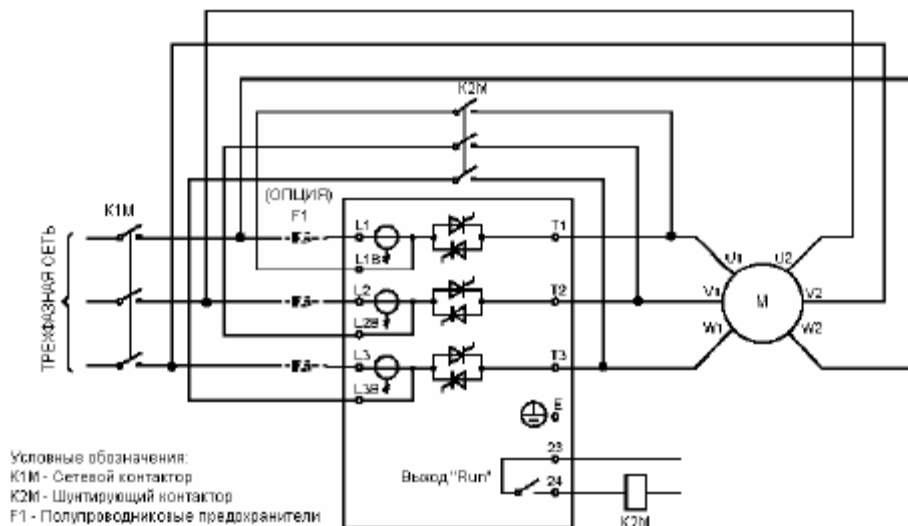 K2M
(ОПЦИЯ)
F1
K1M
ТРЕХФАЗНАЯ СЕТЬ
L1
L1B
L2
L2B
L3
L3B
T1
T2
T3
E
23
24
Выход "Run"
K2M
U1
U2
V1
V2
W1
W2
M
Условные обозначения:
K1M - Сетевой контактор
K2M - Шунтирующий контактор
F1 - Полупроводниковые предохранители